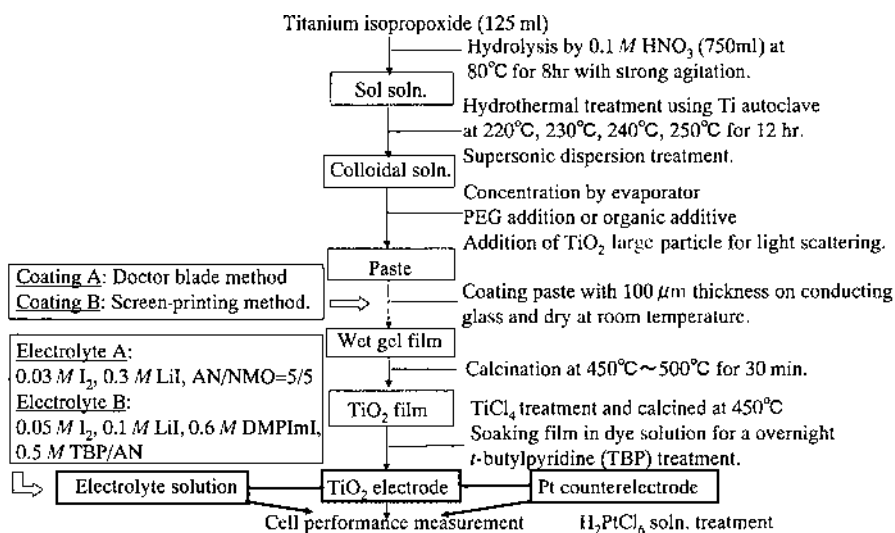 Titanium isopropoxide (125 ml)
Hydrolysis by 0.1 M HNO₃ (750ml) at
80°C for 8hr with strong agitation.
Sol soln.
Hydrothermal treatment using Ti autoclave
at 220°C, 230°C, 240°C, 250°C for 12 hr.
Supersonic dispersion treatment.
Colloidal soln.
Concentration by evaporator
PEG addition or organic additive
Addition of TiO₂ large particle for light scattering.
Paste
Coating A: Doctor blade method
Coating B: Screen-printing method.
Coating paste with 100 μm thickness on conducting
glass and dry at room temperature.
Wet gel film
Calcination at 450°C～500°C for 30 min.
Electrolyte A:
0.03 M I₂, 0.3 M LiI, AN/NMO=5/5
Electrolyte B:
0.05 M I₂, 0.1 M LiI, 0.6 M DMPImI,
0.5 M TBP/AN
TiO₂ film
TiCl₄ treatment and calcined at 450°C
Soaking film in dye solution for a overnight
t-butylpyridine (TBP) treatment.
Electrolyte solution
TiO₂ electrode
Pt counterelectrode
Cell performance measurement
H₂PtCl₆ soln. treatment